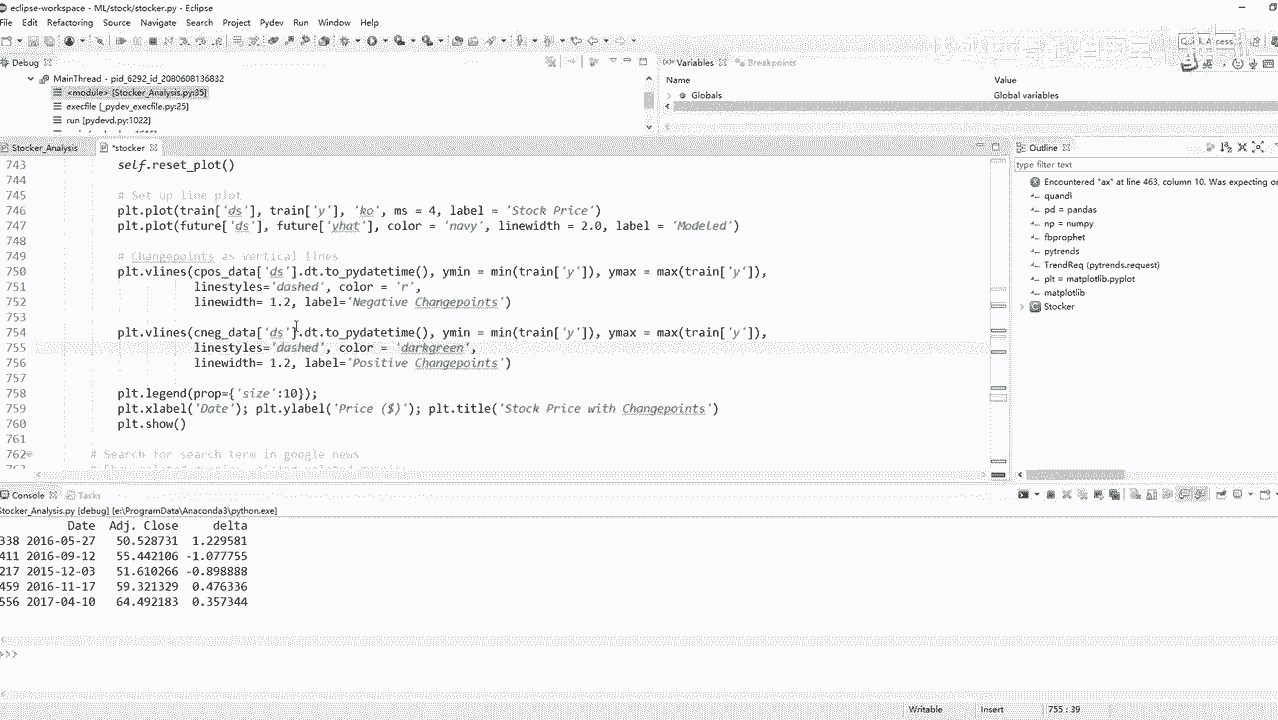 eclipse-workspace - ML/stock/stocker.py - Eclipse
File Edit Refactoring Source Navigate Search Project Pydev Run Window Help
Debug
MainThread - pid_6292_id_2080608136832
<module> [Stocker_Analysis.py:35]
execfile [_pydev_execfile.py:25]
run [pydevd.py:1022]
Variables Breakpoints
Name Value
Globals Global variables
Stocker_Analysis *stocker
743 self.reset_plot()
744
745 # Set up line plot
746 plt.plot(train['ds'], train['y'], 'ko', ms = 4, label = 'Stock Price')
747 plt.plot(future['ds'], future['yhat'], color = 'navy', linewidth = 2.0, label = 'Modeled')
748
749 # Changepoints as vertical lines
750 plt.vlines(cpos_data['ds'].dt.to_pydatetime(), ymin = min(train['y']), ymax = max(train['y']),
751 linestyles='dashed', color = 'r',
752 linewidth= 1.2, label='Negative Changepoints')
753
754 plt.vlines(cneg_data['ds'].dt.to_pydatetime(), ymin = min(train['y']), ymax = max(train['y']),
755 linestyles='dashed', color = 'darkgreen',
756 linewidth= 1.2, label='Positive Changepoints')
757
758 plt.legend(prop={'size':10});
759 plt.xlabel('Date'); plt.ylabel('Price ($)'); plt.title('Stock Price with Changepoints')
760 plt.show()
761
762 # Search for search term in google news
Outline
type filter text
Encountered "ax" at line 463, column 10. Was expecting on
quandl
pd = pandas
np = numpy
fbprophet
pytrends
TrendReq (pytrends.request)
plt = matplotlib.pyplot
matplotlib
Stocker
Console Tasks
Stocker_Analysis.py [debug] [e:\ProgramData\Anaconda3\python.exe]
Date Adj. Close delta
338 2016-05-27 50.528731 1.229581
411 2016-09-12 55.442106 -1.077755
217 2015-12-03 51.610266 -0.898888
459 2016-11-17 59.321329 0.476336
556 2017-04-10 64.492183 0.357344
>>>
Writable Insert 755 : 39